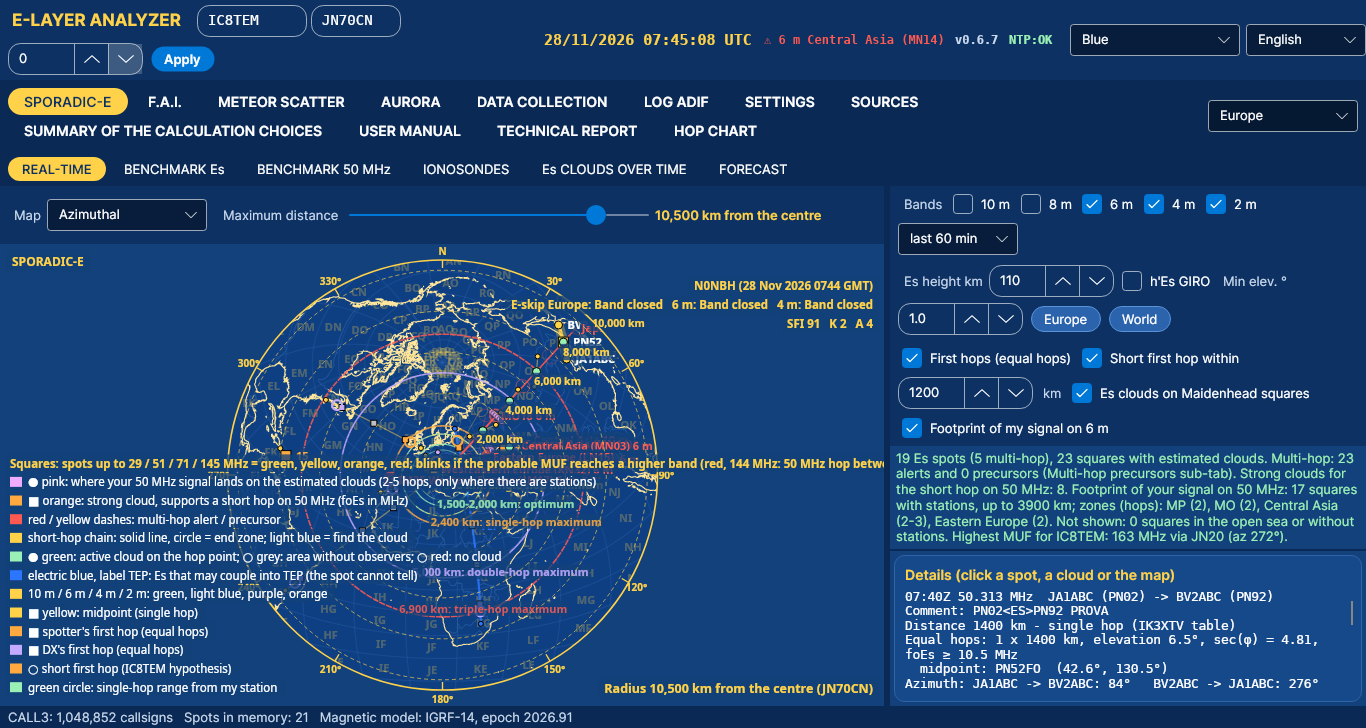 E-LAYER ANALYZER IC8TEM JN70CN
28/11/2026 07:45:08 UTC ⚠ 6 m Central Asia (MN14) v0.6.7 NTP:OK Blue English
0 Apply
SPORADIC-E F.A.I. METEOR SCATTER AURORA DATA COLLECTION LOG ADIF SETTINGS SOURCES
SUMMARY OF THE CALCULATION CHOICES USER MANUAL TECHNICAL REPORT HOP CHART
Europe
REAL-TIME BENCHMARK Es BENCHMARK 50 MHz IONOSONDES Es CLOUDS OVER TIME FORECAST
Map Azimuthal Maximum distance 10,500 km from the centre
SPORADIC-E
N0NBH (28 Nov 2026 0744 GMT)
E-skip Europe: Band closed 6 m: Band closed 4 m: Band closed
SFI 91 K 2 A 4
N
30°
60°
120°
150°
180°
210°
300°
330°
10,000 km
8,000 km
6,000 km
4,000 km
2,000 km
PN52
Central Asia (MN03) 6 m
1,500-2,000 km: optimum
2,400 km: single-hop maximum
km: double-hop maximum
6,900 km: triple-hop maximum
Squares: spots up to 29 / 51 / 71 / 145 MHz = green, yellow, orange, red; blinks if the probable MUF reaches a higher band (red, 144 MHz: 50 MHz hop
● pink: where your 50 MHz signal lands on the estimated clouds (2-5 hops, only where there are stations)
■ orange: strong cloud, supports a short hop on 50 MHz (foEs in MHz)
red / yellow dashes: multi-hop alert / precursor
short-hop chain: solid line, circle = end zone; light blue = find the cloud
● green: active cloud on the hop point; ○ grey: area without observers; ○ red: no cloud
electric blue, label TEP: Es that may couple into TEP (the spot cannot tell)
10 m / 6 m / 4 m / 2 m: green, light blue, purple, orange
■ yellow: midpoint (single hop)
■ spotter's first hop (equal hops)
■ DX's first hop (equal hops)
○ short first hop (IC8TEM hypothesis)
green circle: single-hop range from my station
Radius 10,500 km from the centre (JN70CN)
Bands 10 m 8 m 6 m 4 m 2 m
last 60 min
Es height km 110 h'Es GIRO Min elev. °
1.0 Europe World
First hops (equal hops) Short first hop within
1200 km Es clouds on Maidenhead squares
Footprint of my signal on 6 m
19 Es spots (5 multi-hop), 23 squares with estimated clouds. Multi-hop: 23
alerts and 0 precursors (Multi-hop precursors sub-tab). Strong clouds for
the short hop on 50 MHz: 8. Footprint of your signal on 50 MHz: 17 squares
with stations, up to 3900 km; zones (hops): MP (2), MO (2), Central Asia
(2-3), Eastern Europe (2). Not shown: 0 squares in the open sea or without
stations. Highest MUF for IC8TEM: 163 MHz via JN20 (az 272°).
Details (click a spot, a cloud or the map)
07:40Z 50.313 MHz JA1ABC (PN02) -> BV2ABC (PN92)
Comment: PN02<ES>PN92 PROVA
Distance 1400 km - single hop (IK3XTV table)
Equal hops: 1 x 1400 km, elevation 6.5°, sec(φ) = 4.81,
foEs ≥ 10.5 MHz
midpoint: PN52FO (42.6°, 130.5°)
Azimuth: JA1ABC -> BV2ABC: 84° BV2ABC -> JA1ABC: 276°
CALL3: 1,048,852 callsigns Spots in memory: 21 Magnetic model: IGRF-14, epoch 2026.91